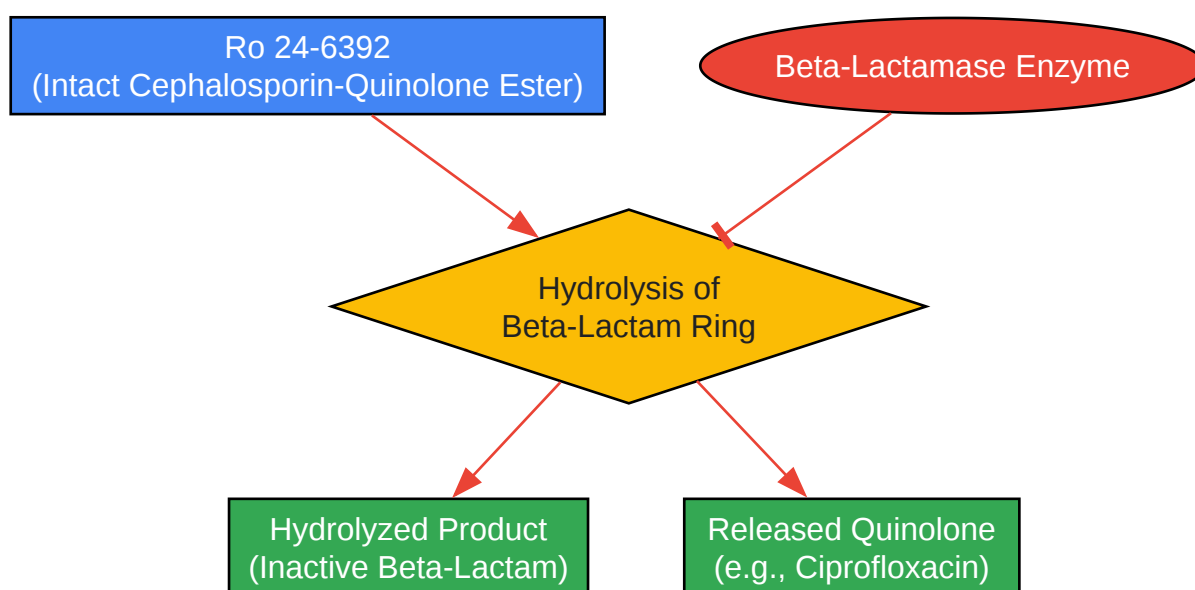 Ro 24-6392
(Intact Cephalosporin-Quinolone Ester)
Beta-Lactamase Enzyme
Hydrolysis of
Beta-Lactam Ring
Hydrolyzed Product
(Inactive Beta-Lactam)
Released Quinolone
(e.g., Ciprofloxacin)